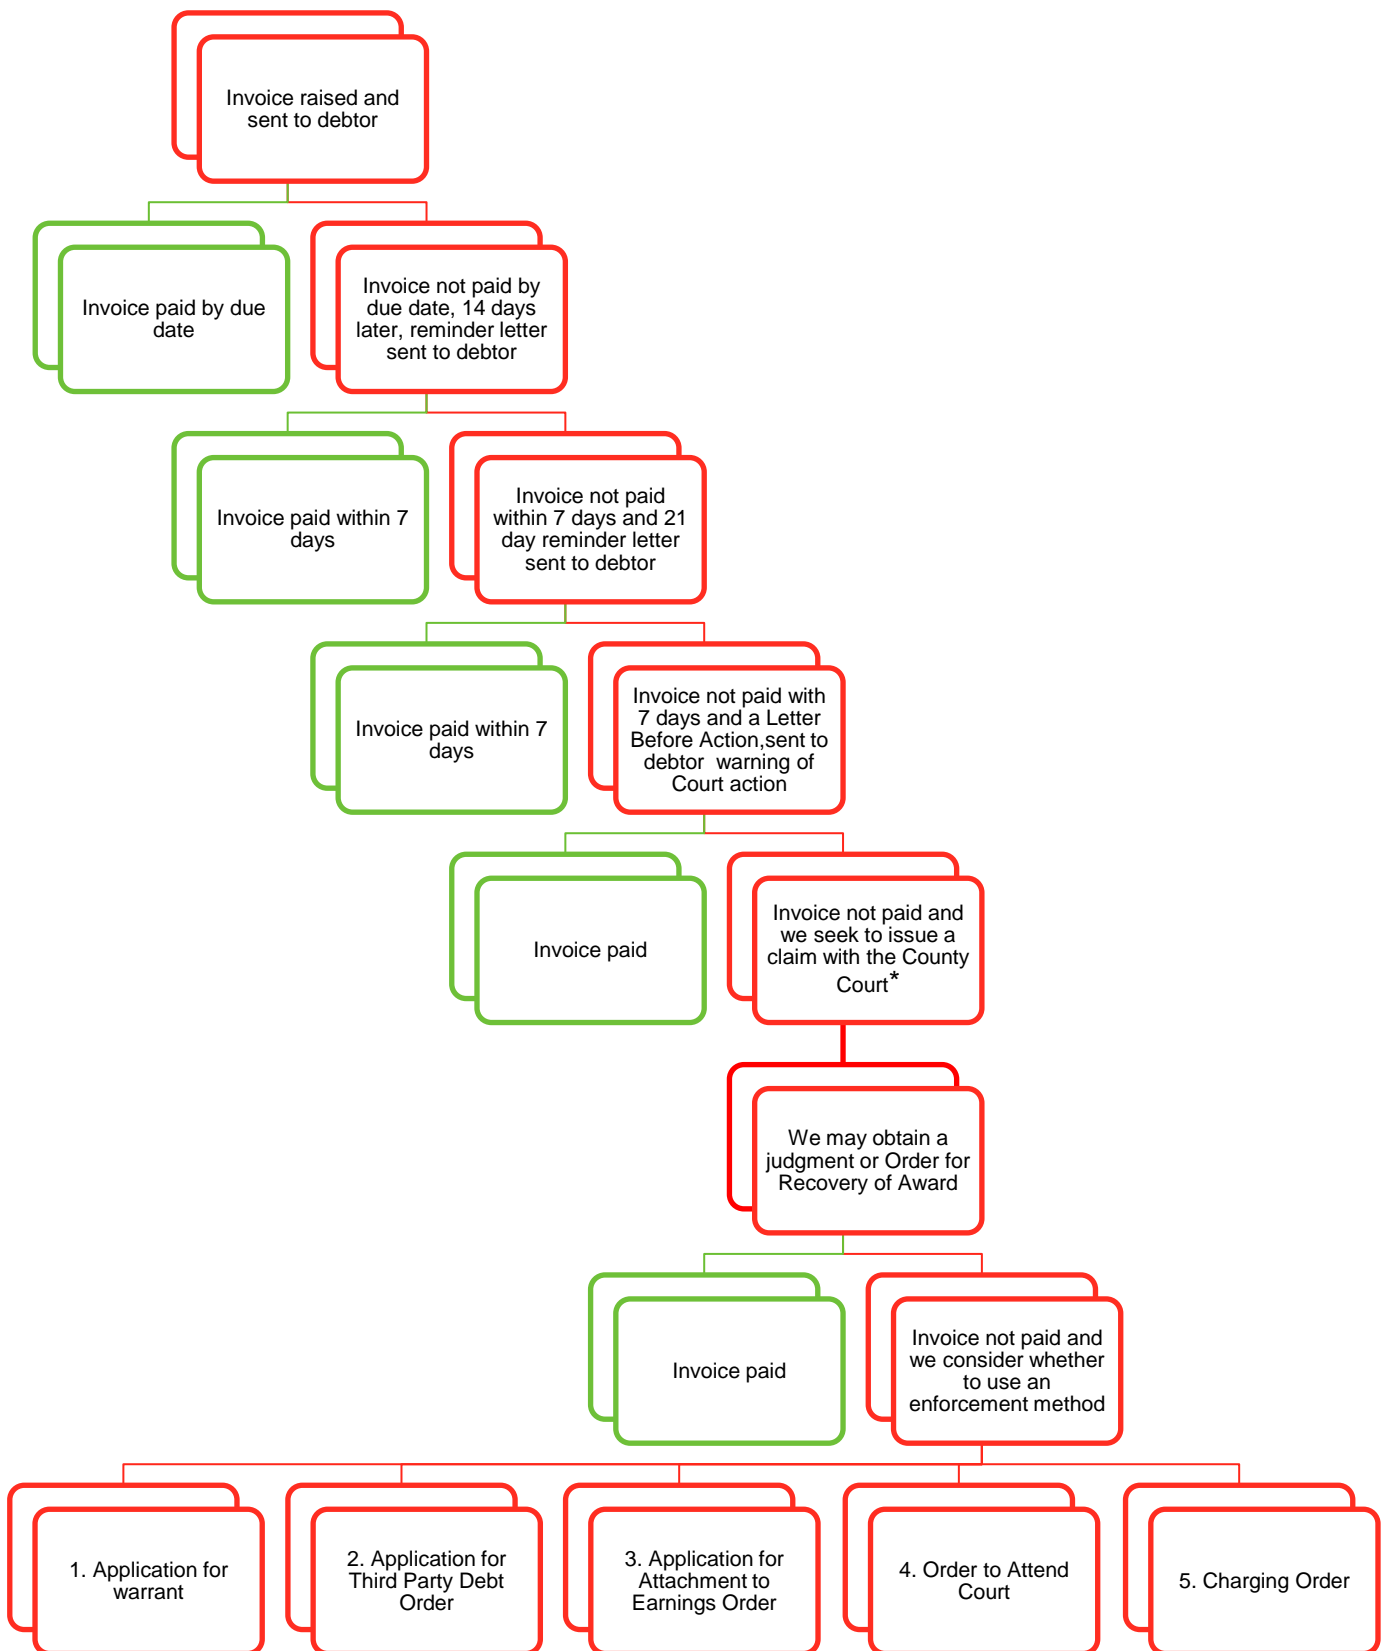 Invoice raised and
sent to debtor
Invoice paid by due
date
Invoice not paid by
due date, 14 days
later, reminder letter
sent to debtor
Invoice paid within 7
days
Invoice not paid
within 7 days and 21
day reminder letter
sent to debtor
Invoice paid within 7
days
Invoice not paid with
7 days and a Letter
Before Action,sent to
debtor  warning of
Court action
Invoice paid
Invoice not paid and
we seek to issue a
claim with the County
Court*
We may obtain a
judgment or Order for
Recovery of Award
Invoice paid
Invoice not paid and
we consider whether
to use an
enforcement method
1. Application for
warrant
2. Application for
Third Party Debt
Order
3. Application for
Attachment to
Earnings Order
4. Order to Attend
Court
5. Charging Order